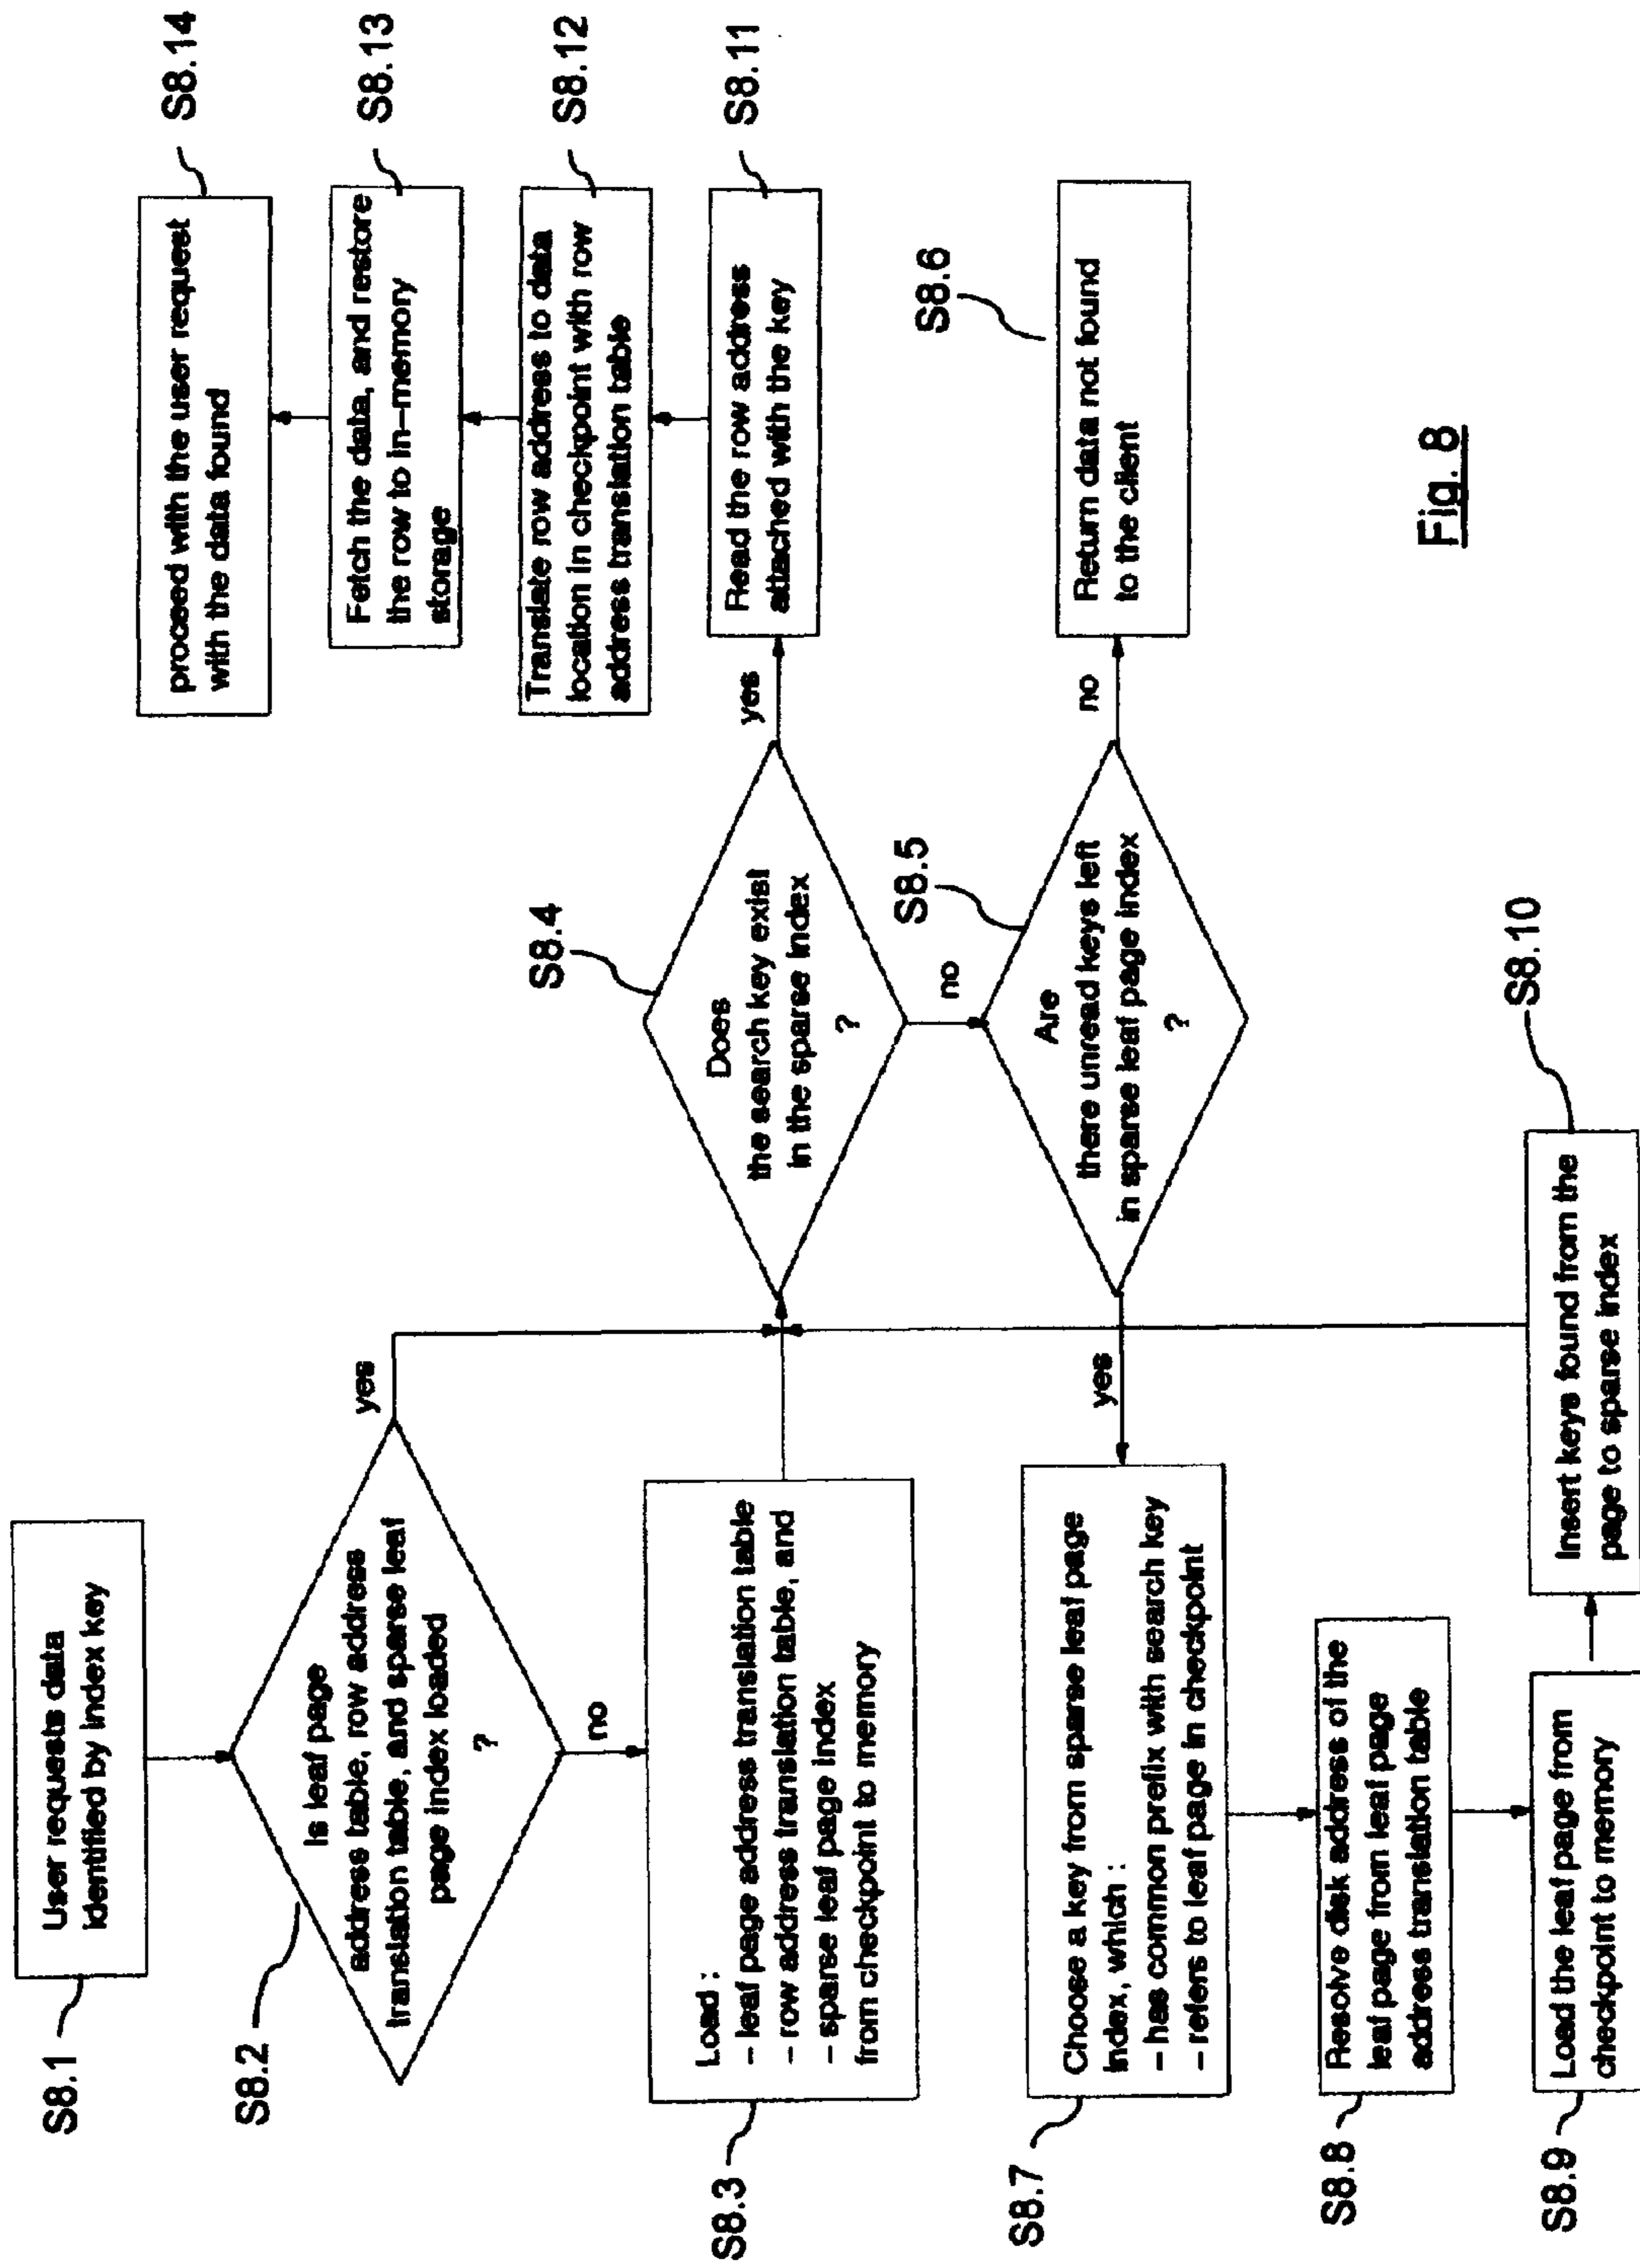 S8.1
User requests data
identified by index key
S8.2
Is leaf page
address table, row address
translation table, and sparse leaf
page index loaded
?
yes
no
S8.3
Load :
– leaf page address translation table
– row address translation table, and
– sparse leaf page index
from checkpoint to memory
S8.4
Does
the search key exist
in the sparse index
?
yes
no
S8.5
Are
there unread keys left
in sparse leaf page index
?
no
yes
S8.6
Return data not found
to the client
S8.7
Choose a key from sparse leaf page
index, which :
– has common prefix with search key
– refers to leaf page in checkpoint
S8.8
Resolve disk address of the
leaf page from leaf page
address translation table
S8.9
Load the leaf page from
checkpoint to memory
S8.10
Insert keys found from the
page to sparse index
S8.11
Read the row address
attached with the key
S8.12
Translate row address to data
location in checkpoint with row
address translation table
S8.13
Fetch the data, and restore
the row to in–memory
storage
S8.14
proceed with the user request
with the data found
Fig. 8